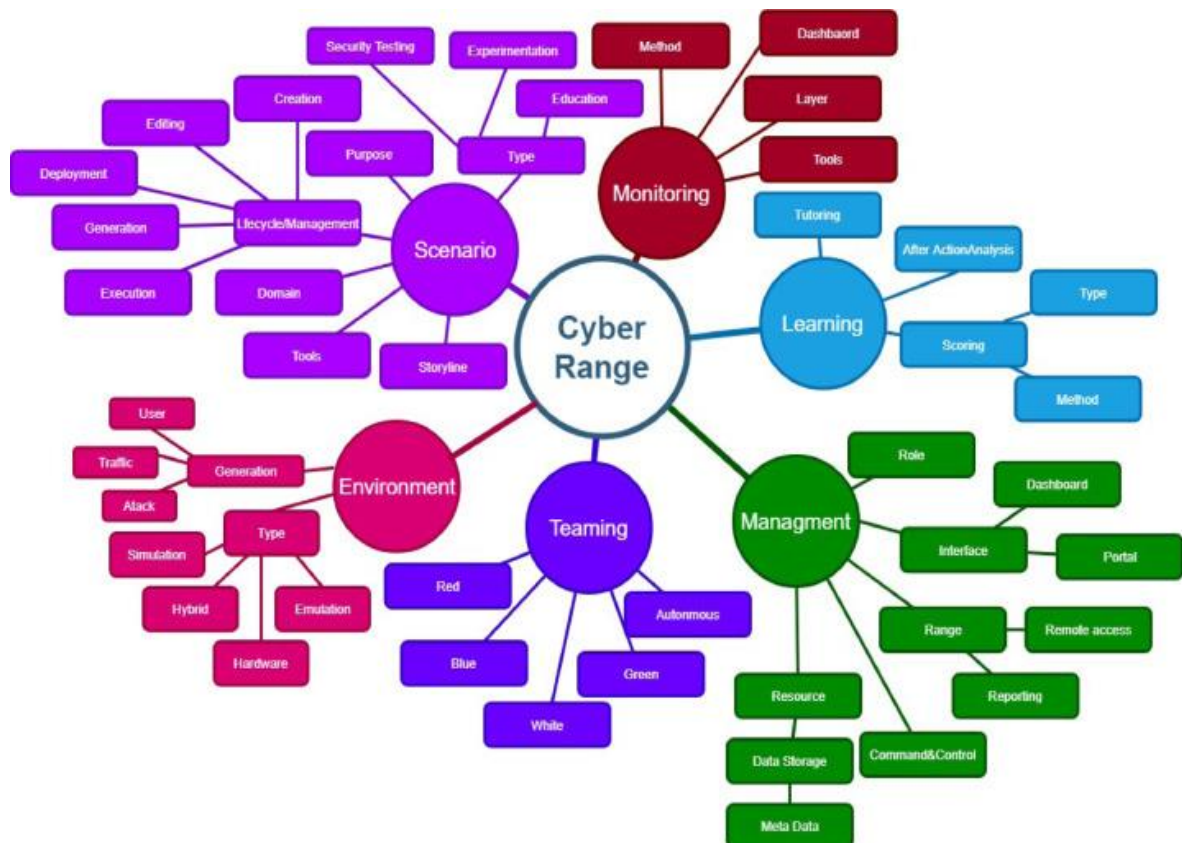 Cyber
Range
Scenario
Security Testing
Experimentation
Education
Type
Purpose
Creation
Editing
Deployment
Generation
Execution
Lfecycle/Management
Domain
Tools
Storyline
Monitoring
Method
Dashbaord
Layer
Tools
Learning
Tutoring
After ActionAnalysis
Scoring
Type
Method
Managment
Role
Interface
Dashboard
Portal
Range
Remote access
Reporting
Command&Control
Resource
Data Storage
Meta Data
Teaming
Red
Blue
White
Green
Autonmous
Environment
Generation
User
Traffic
Atack
Type
Simulation
Hybrid
Hardware
Emulation